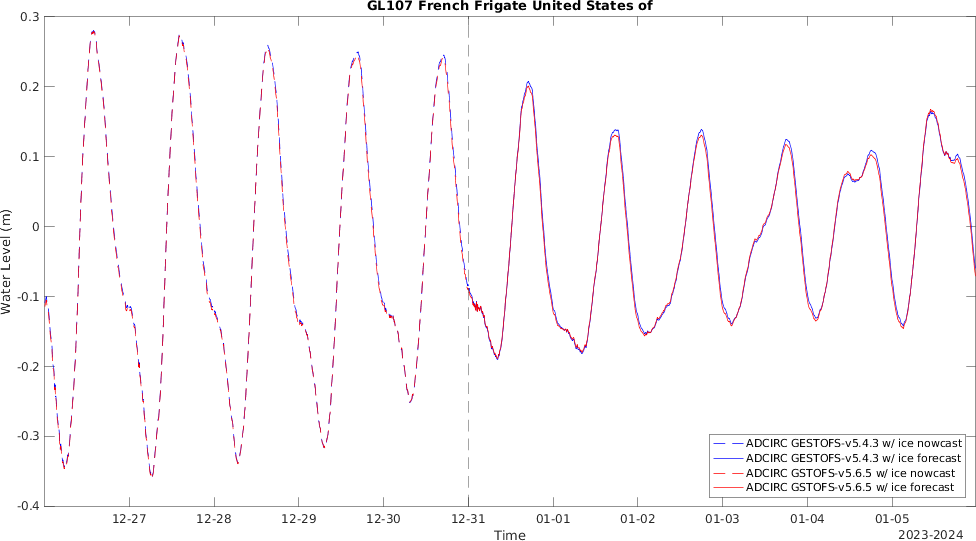 GL107 French Frigate United States of
0.3
0.2
0.1
0
-0.1
-0.2
-0.3
-0.4
Water Level (m)
ADCIRC GESTOFS-v5.4.3 w/ ice nowcast
ADCIRC GESTOFS-v5.4.3 w/ ice forecast
ADCIRC GSTOFS-v5.6.5 w/ ice nowcast
ADCIRC GSTOFS-v5.6.5 w/ ice forecast
12-27 12-28 12-29 12-30 12-31 01-01 01-02 01-03 01-04 01-05
Time
2023-2024